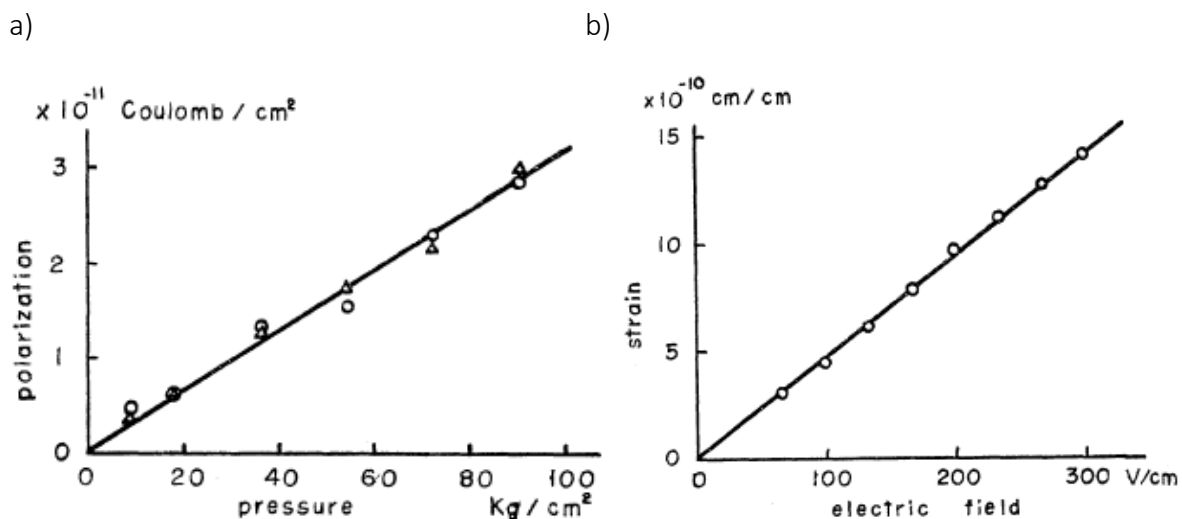 a)
× 10⁻¹¹ Coulomb / cm²
3
2
1
0
polarization
0 20 40 60 80 100
pressure Kg / cm²
b)
×10⁻¹⁰ cm/cm
15
10
5
0
strain
0 100 200 300 V/cm
electric field